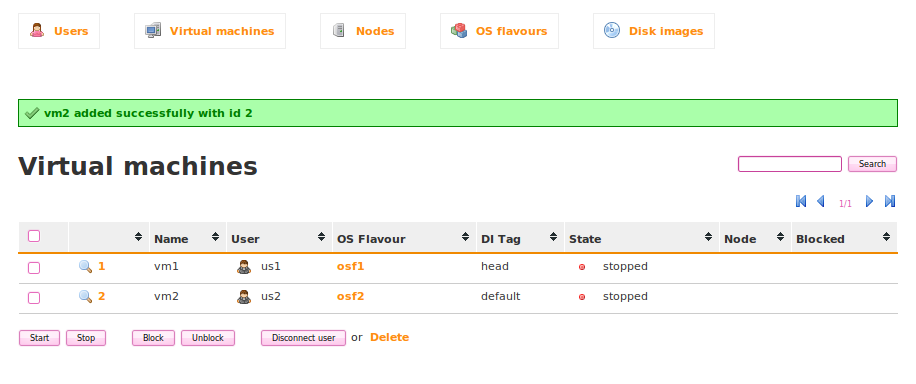 Users Virtual machines Nodes OS flavours Disk images
vm2 added successfully with id 2
Virtual machines Search
1/1
Name User OS Flavour DI Tag State Node Blocked
1 vm1 us1 osf1 head stopped
2 vm2 us2 osf2 default stopped
Start Stop Block Unblock Disconnect user or Delete